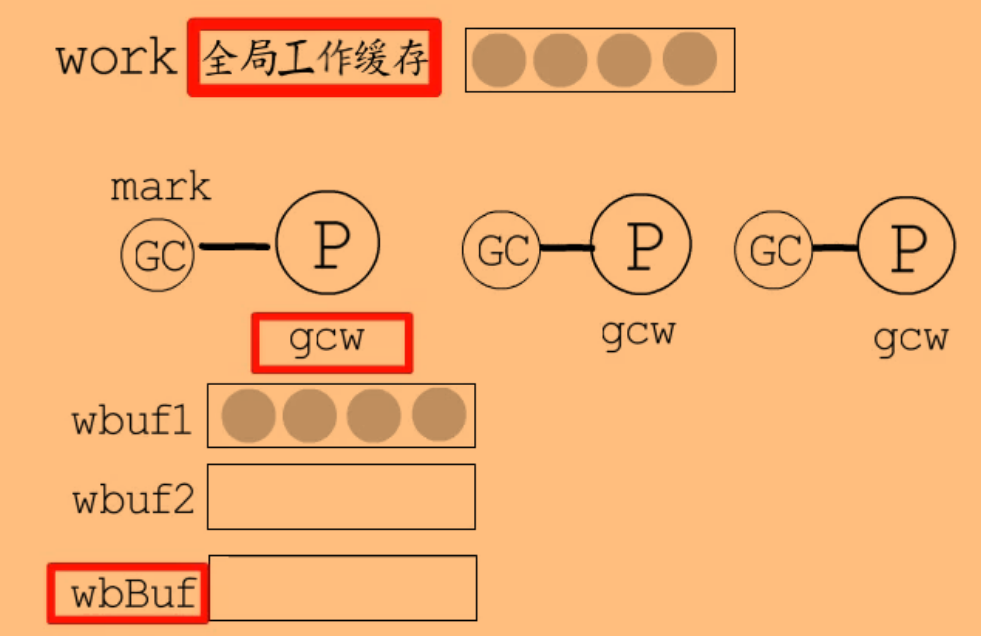 work 全局工作缓存
mark
GC P GC P GC P
gcw gcw gcw
wbuf1
wbuf2
wbBuf